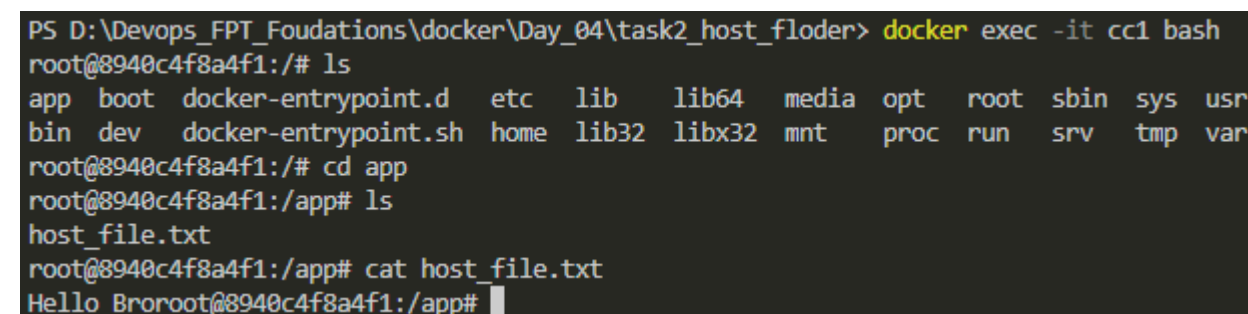 PS D:\Devops_FPT_Foudations\docker\Day_04\task2_host_floder> docker exec -it cc1 bash
root@8940c4f8a4f1:/# ls
app  boot  docker-entrypoint.d   etc   lib    lib64   media  opt   root  sbin  sys  usr
bin  dev   docker-entrypoint.sh  home  lib32  libx32  mnt    proc  run   srv   tmp  var
root@8940c4f8a4f1:/# cd app
root@8940c4f8a4f1:/app# ls
host_file.txt
root@8940c4f8a4f1:/app# cat host_file.txt
Hello Broroot@8940c4f8a4f1:/app#